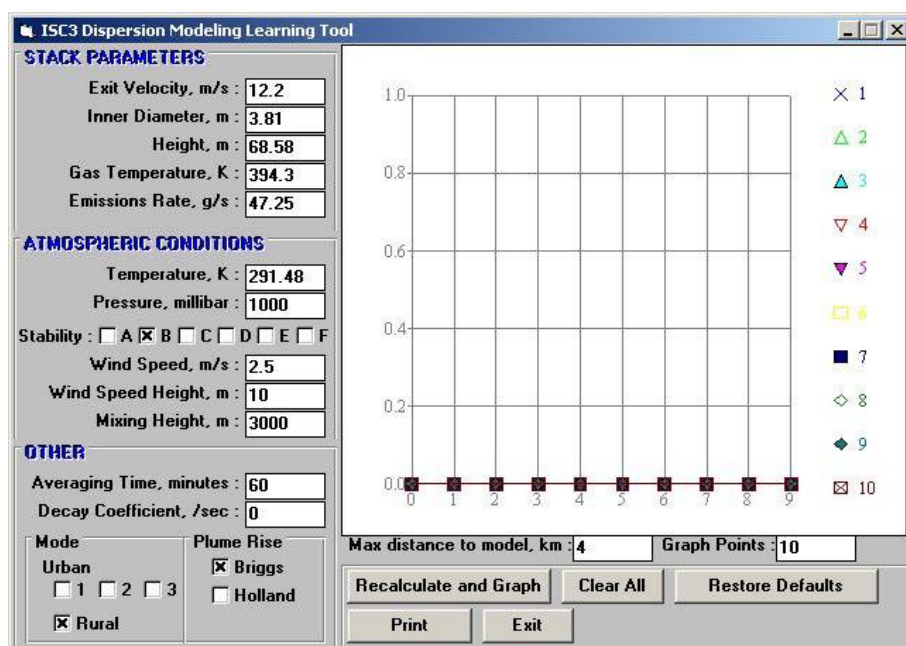 ISC3 Dispersion Modeling Learning Tool
STACK PARAMETERS
Exit Velocity, m/s : 12.2
Inner Diameter, m : 3.81
Height, m : 68.58
Gas Temperature, K : 394.3
Emissions Rate, g/s : 47.25
ATMOSPHERIC CONDITIONS
Temperature, K : 291.48
Pressure, millibar : 1000
Stability : A B C D E F
Wind Speed, m/s : 2.5
Wind Speed Height, m : 10
Mixing Height, m : 3000
OTHER
Averaging Time, minutes : 60
Decay Coefficient, /sec : 0
Mode
Urban
1 2 3
Rural
Plume Rise
Briggs
Holland
1.0
0.8
0.6
0.4
0.2
0.0
0 1 2 3 4 5 6 7 8 9
1
2
3
4
5
6
7
8
9
10
Max distance to model, km : 4 Graph Points : 10
Recalculate and Graph Clear All Restore Defaults
Print Exit